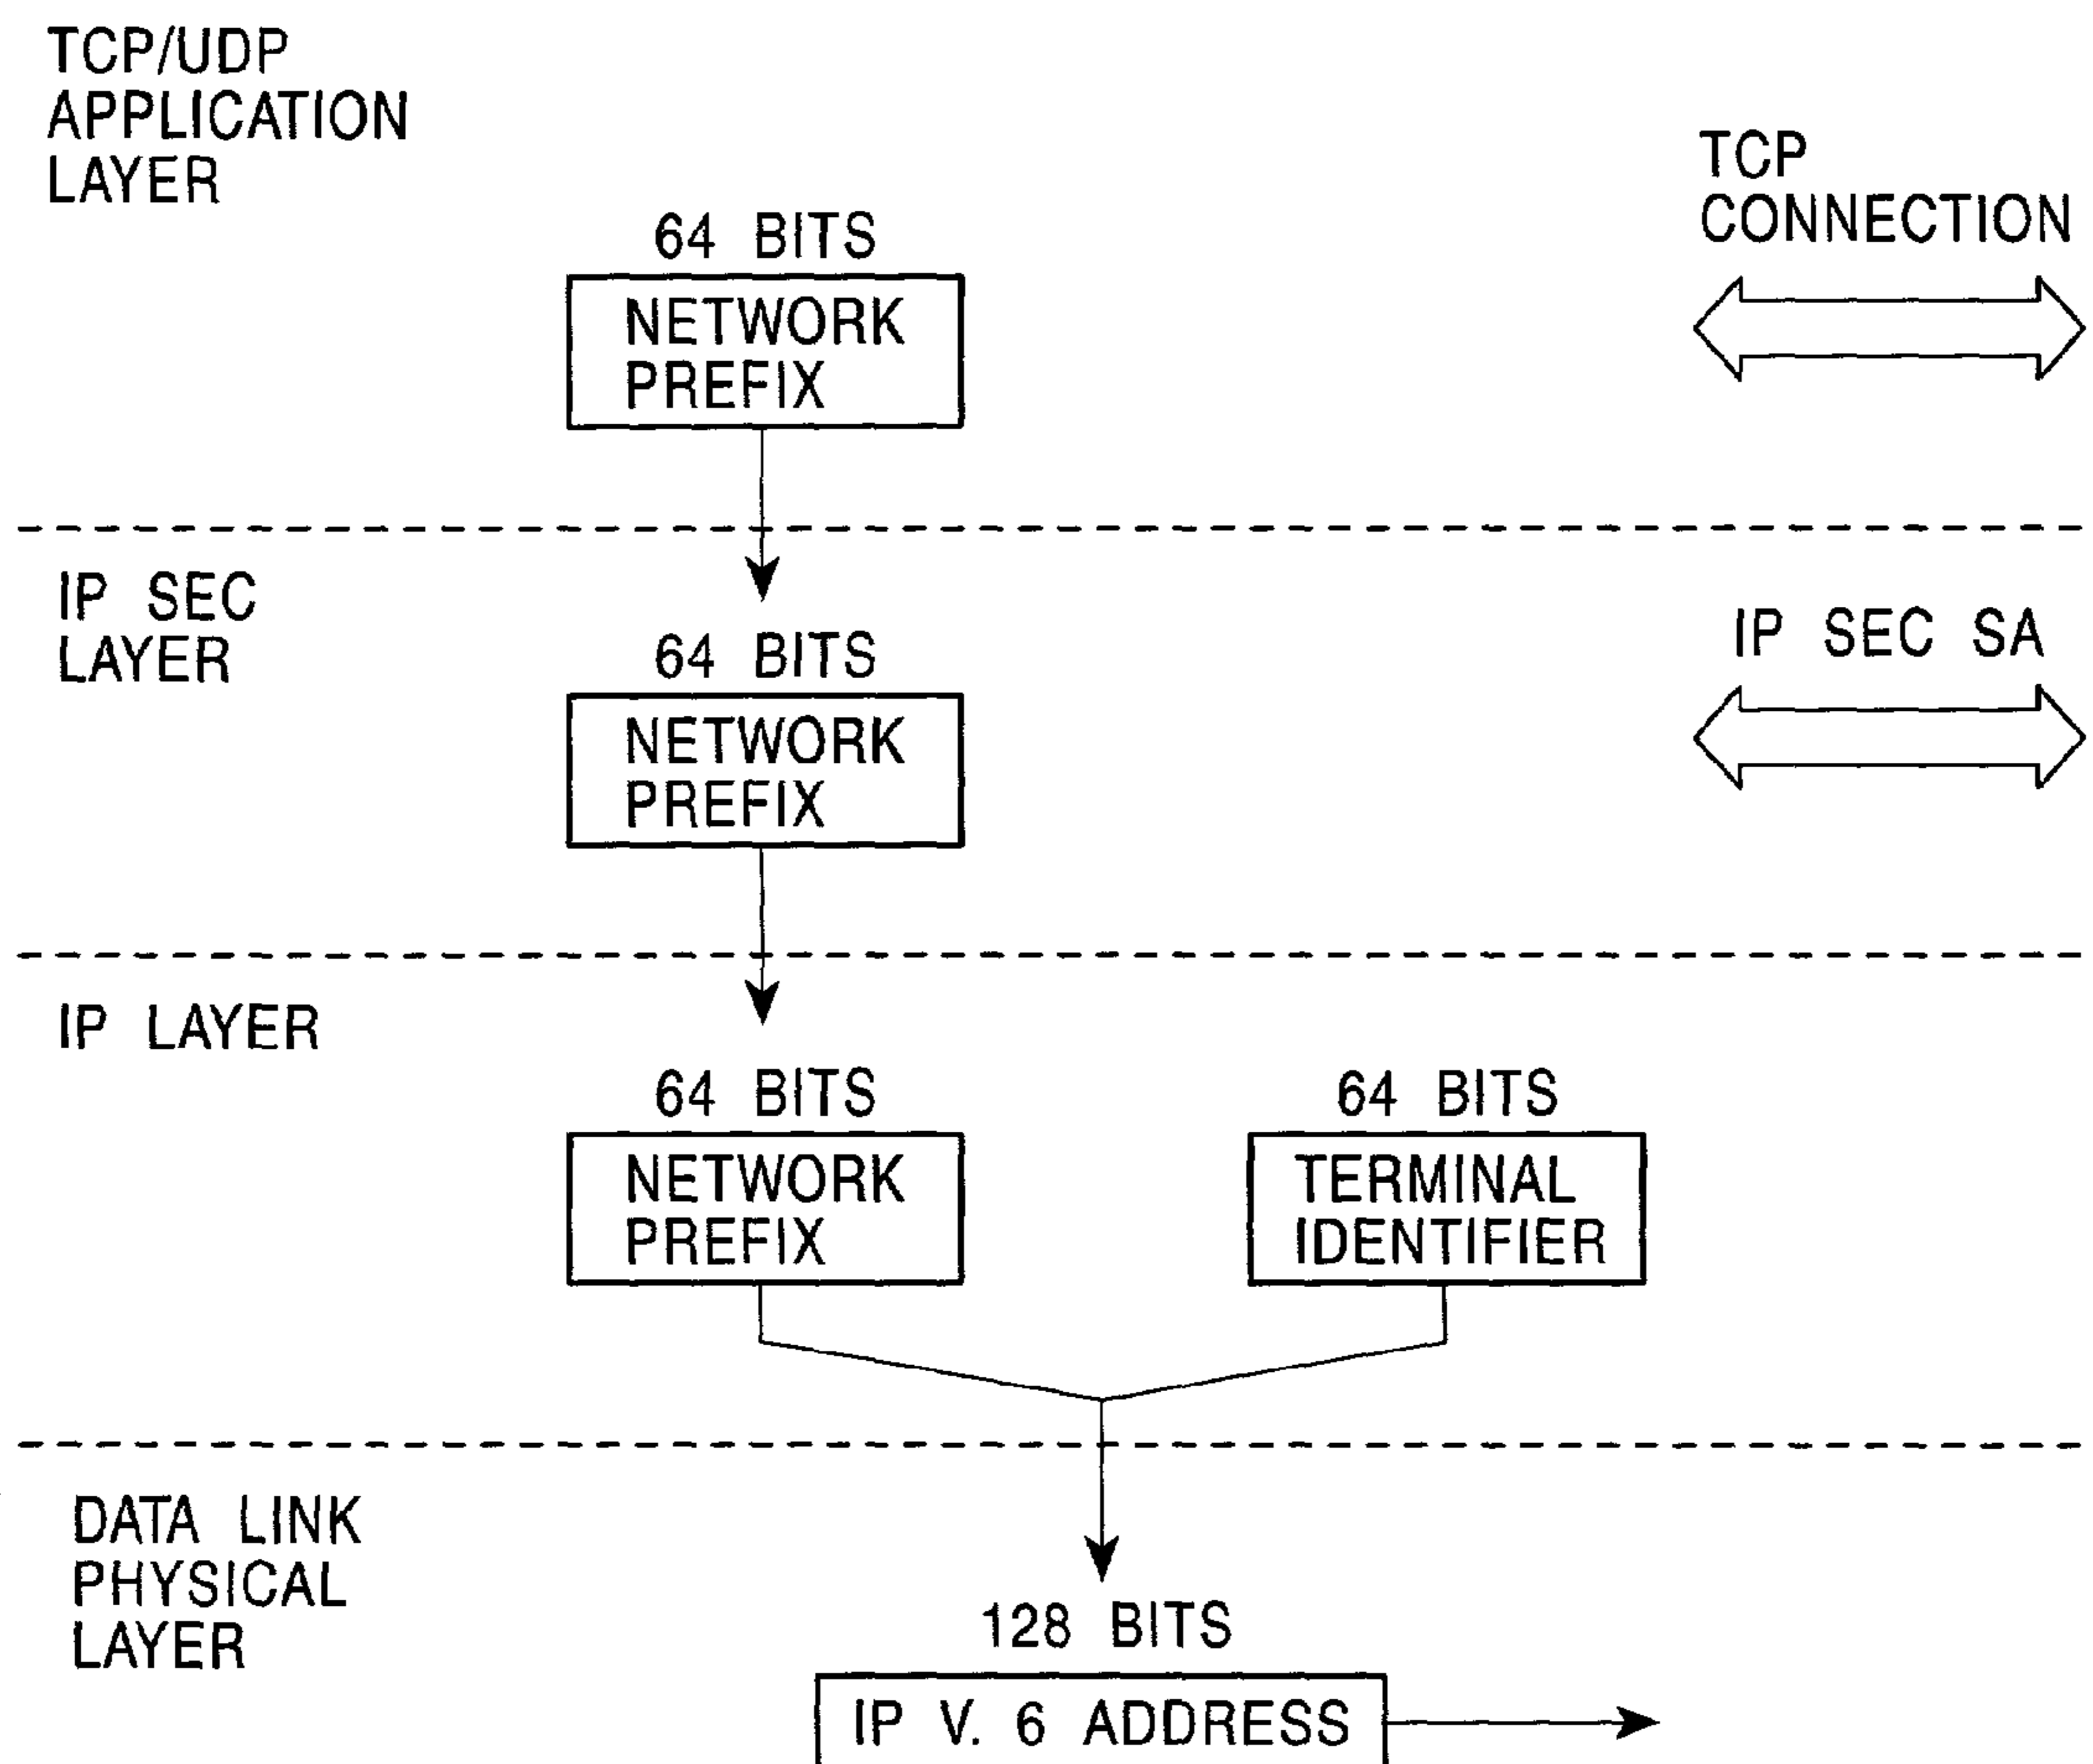 TCP/UDP
APPLICATION
LAYER
TCP
CONNECTION
64 BITS
NETWORK
PREFIX
IP SEC
LAYER
IP SEC SA
64 BITS
NETWORK
PREFIX
IP LAYER
64 BITS
NETWORK
PREFIX
64 BITS
TERMINAL
IDENTIFIER
DATA LINK
PHYSICAL
LAYER
128 BITS
IP V. 6 ADDRESS